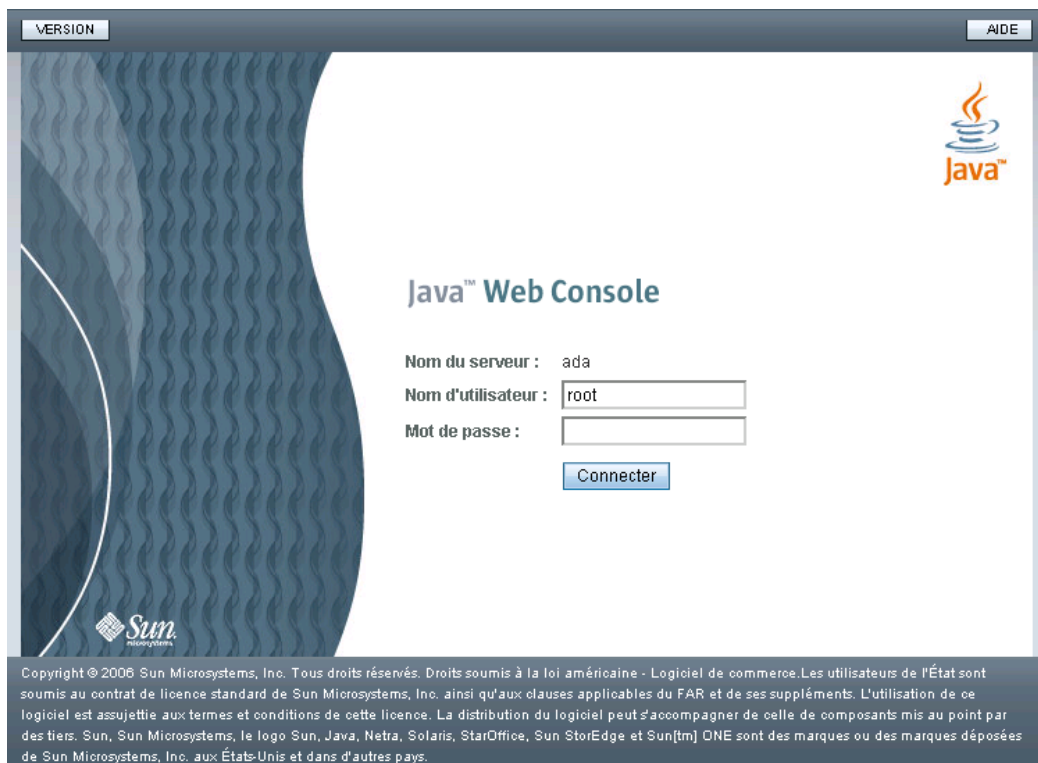 VERSION
AIDE
Java™
Java™ Web Console
Nom du serveur : ada
Nom d'utilisateur : root
Mot de passe :
Connecter
Sun
microsystems
Copyright © 2006 Sun Microsystems, Inc. Tous droits réservés. Droits soumis à la loi américaine - Logiciel de commerce.Les utilisateurs de l'État sont
soumis au contrat de licence standard de Sun Microsystems, Inc. ainsi qu'aux clauses applicables du FAR et de ses suppléments. L'utilisation de ce
logiciel est assujettie aux termes et conditions de cette licence. La distribution du logiciel peut s'accompagner de celle de composants mis au point par
des tiers. Sun, Sun Microsystems, le logo Sun, Java, Netra, Solaris, StarOffice, Sun StorEdge et Sun[tm] ONE sont des marques ou des marques déposées
de Sun Microsystems, Inc. aux États-Unis et dans d'autres pays.